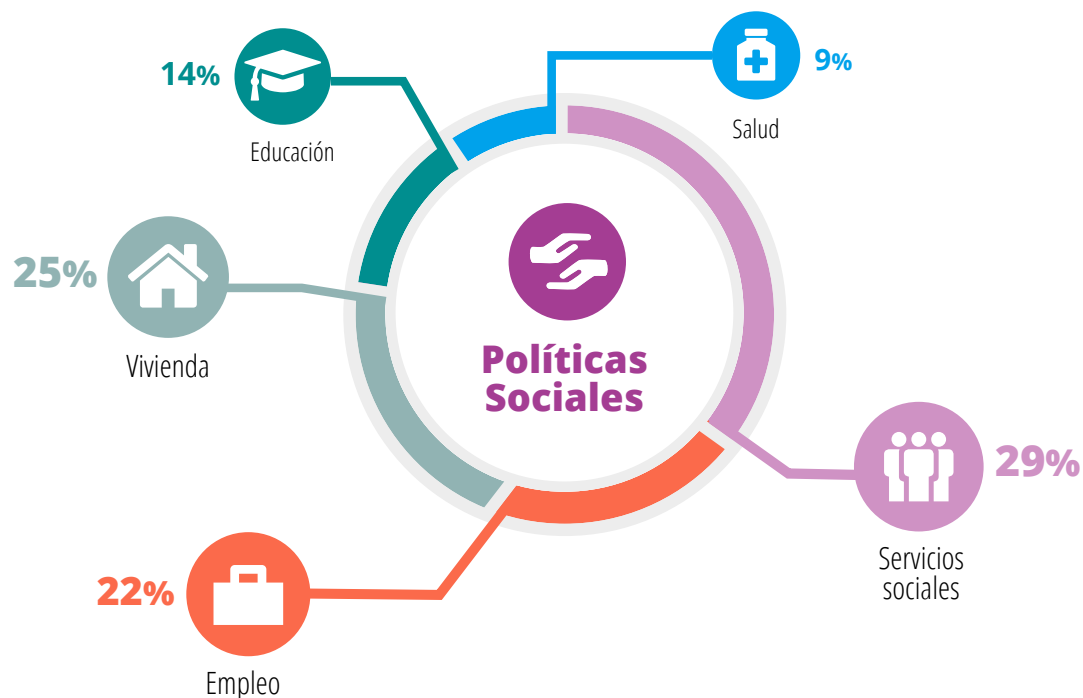 14%
Educación
9%
Salud
25%
Vivienda
Políticas
Sociales
29%
Servicios
sociales
22%
Empleo